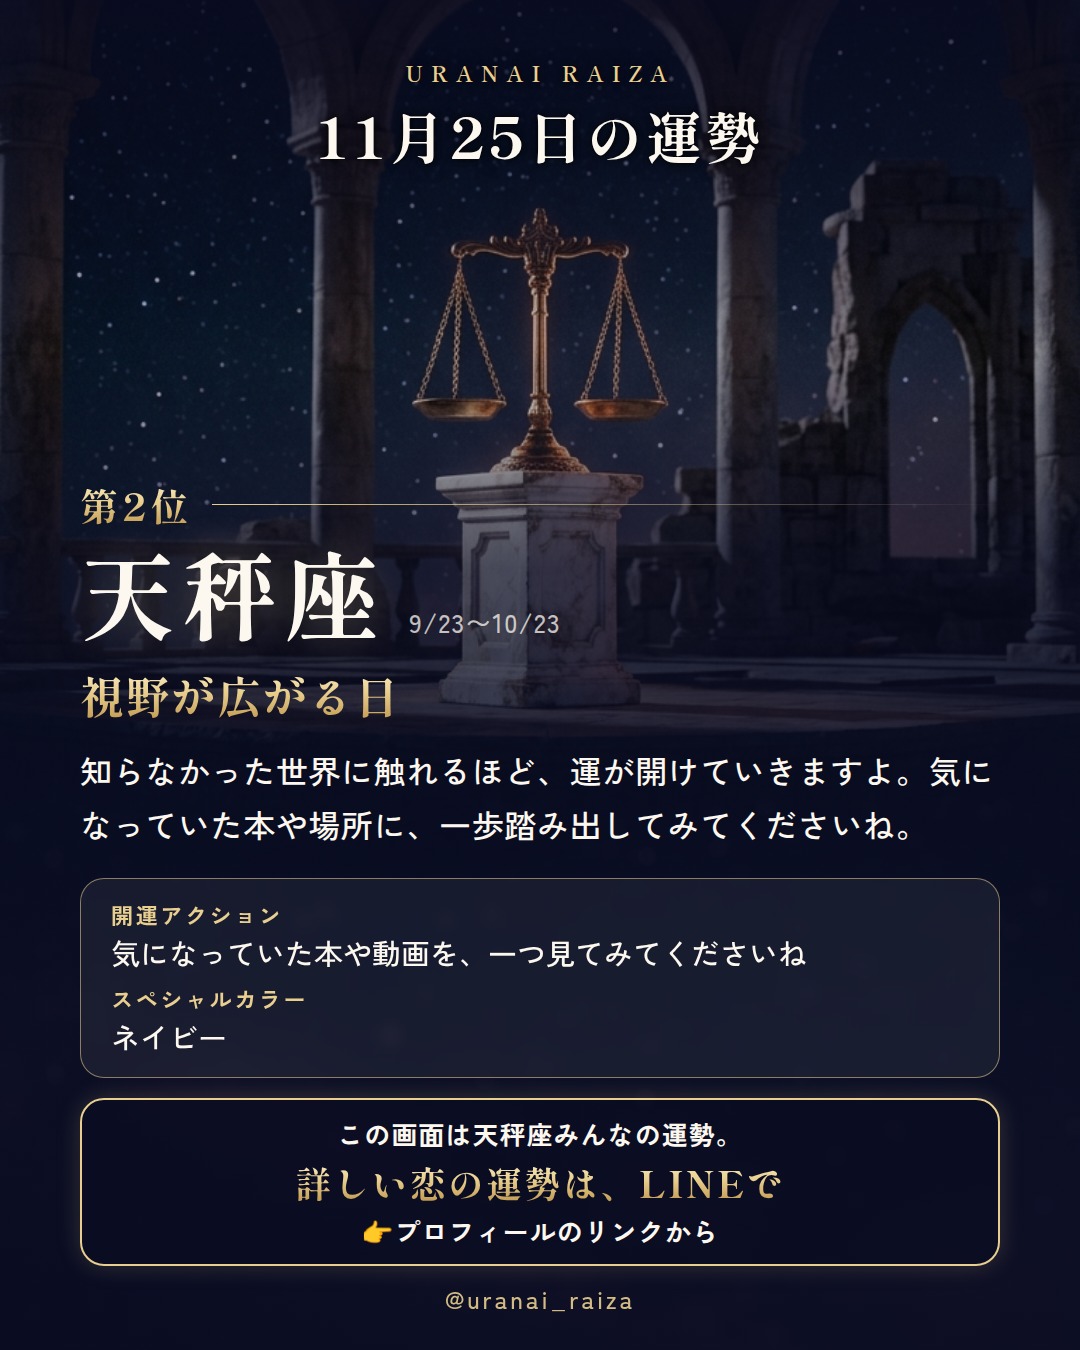 URANAI RAIZA
11月25日の運勢
第2位
天秤座 9/23〜10/23
視野が広がる日
知らなかった世界に触れるほど、運が開けていきますよ。気に
なっていた本や場所に、一歩踏み出してみてくださいね。
開運アクション
気になっていた本や動画を、一つ見てみてくださいね
スペシャルカラー
ネイビー
この画面は天秤座みんなの運勢。
詳しい恋の運勢は、LINEで
👉プロフィールのリンクから
@uranai_raiza